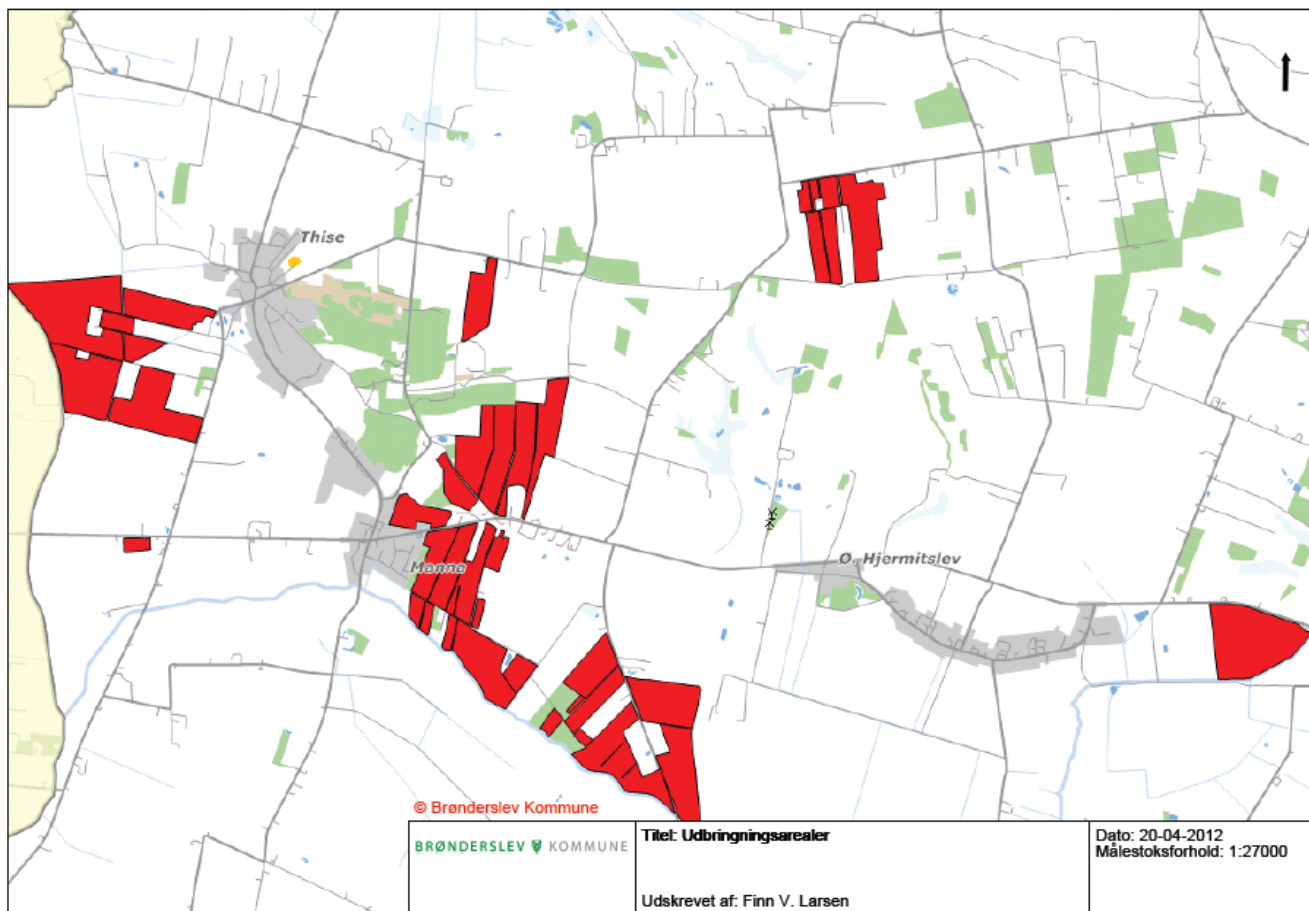 Thise
Manna
Ø. Hjermitslev
© Brønderslev Kommune
BRØNDERSLEV KOMMUNE
Titel: Udbringningsarealer
Udskrevet af: Finn V. Larsen
Dato: 20-04-2012
Målestoksforhold: 1:27000